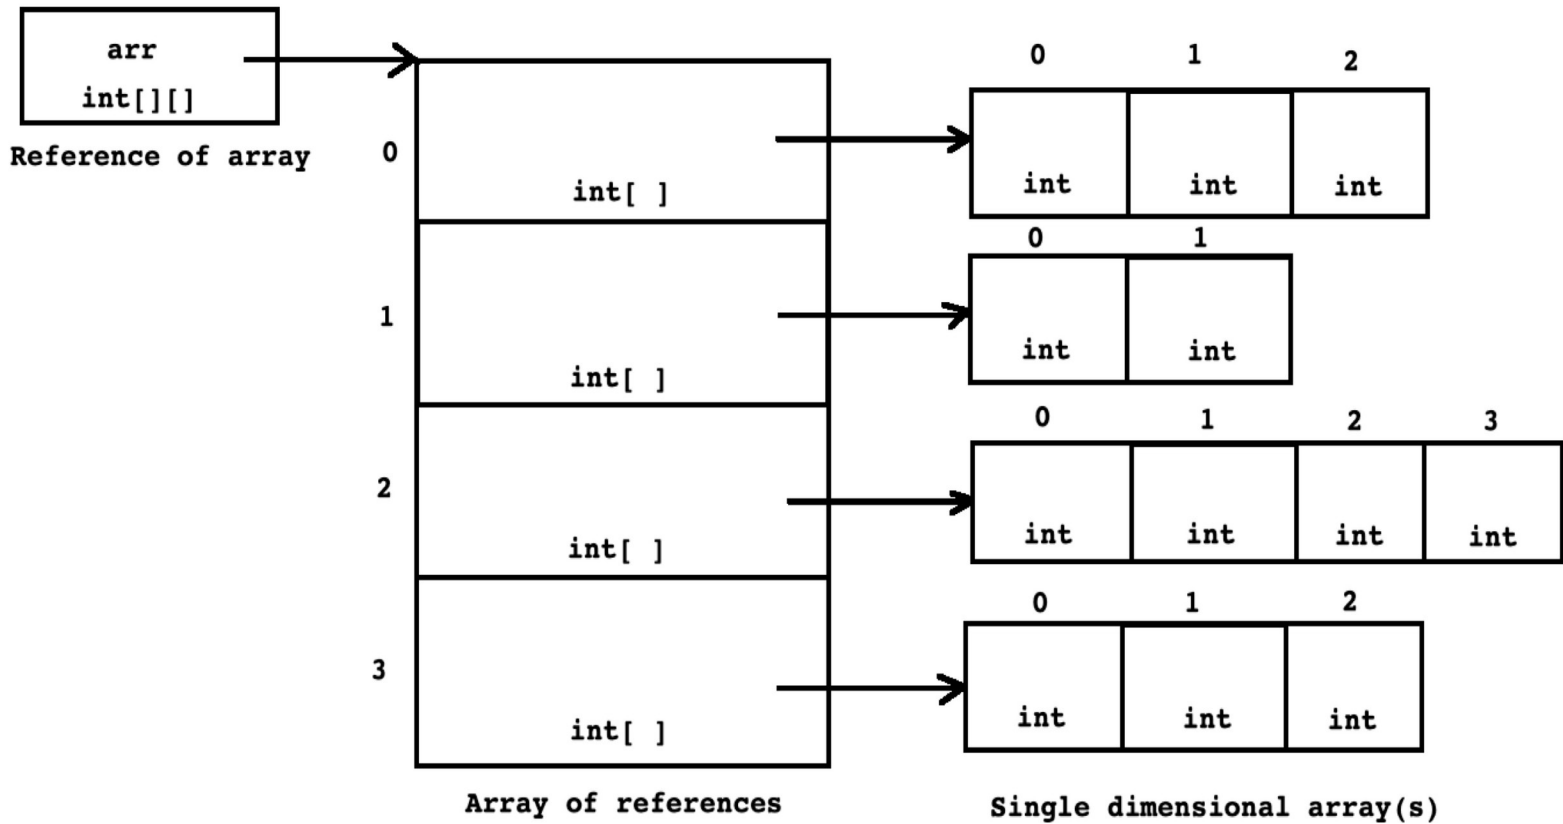 arr
int[][]
Reference of array
0
int[ ]
0 1 2
int int int
1
int[ ]
0 1
int int
2
int[ ]
0 1 2 3
int int int int
3
int[ ]
0 1 2
int int int
Array of references
Single dimensional array(s)